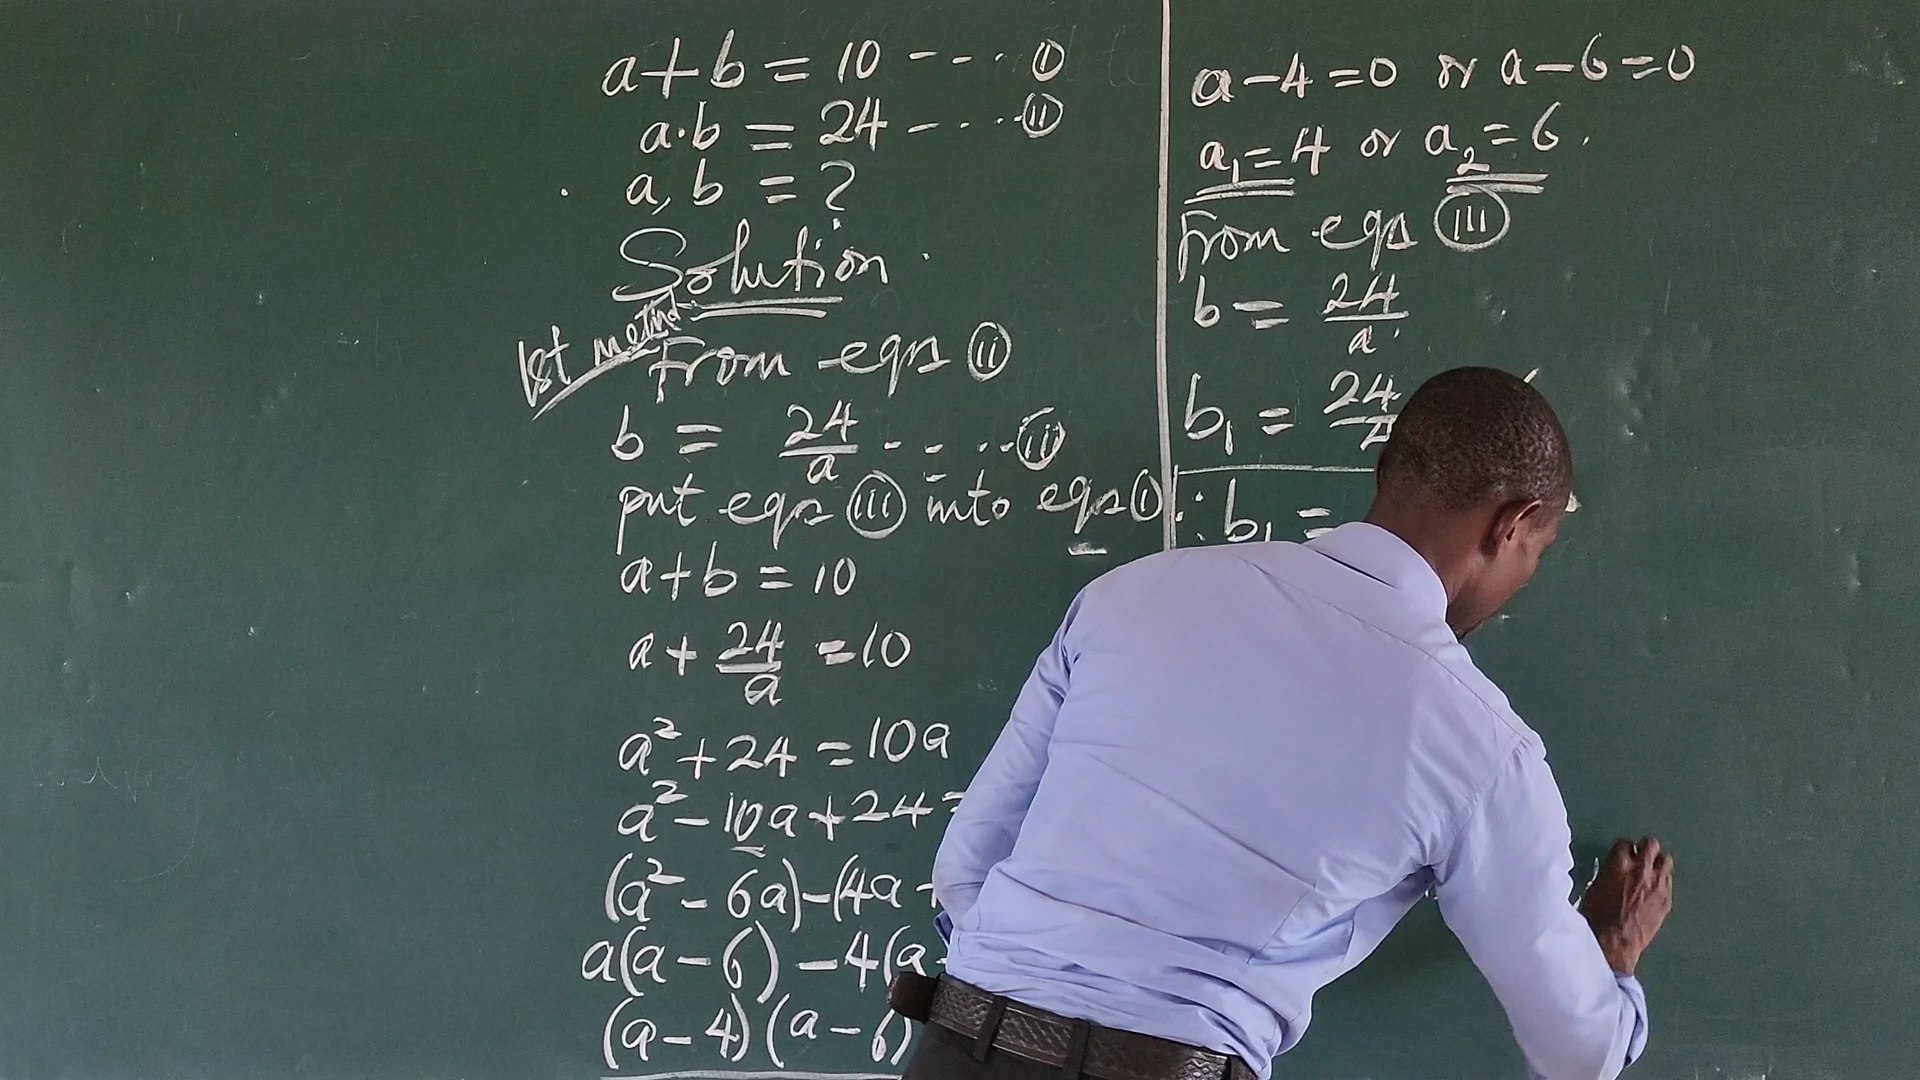 a+b = 10 --- ⓘ
a·b = 24 ---- ⓘⓘ
a, b = ?
Solution
1st method
From eqn (ii)
b = 24/a ---- (iii)
put eqn (iii) into eqn (i)
a+b = 10
a + 24/a = 10
a² + 24 = 10a
a² - 10a + 24 =
(a² - 6a) - (4a +
a(a - 6) - 4(a -
(a - 4)(a - 6)
a - 4 = 0 or a - 6 = 0
a₁ = 4 or a₂ = 6.
From eqn (iii)
b = 24/a
b₁ = 24/4
∴ b₁ =